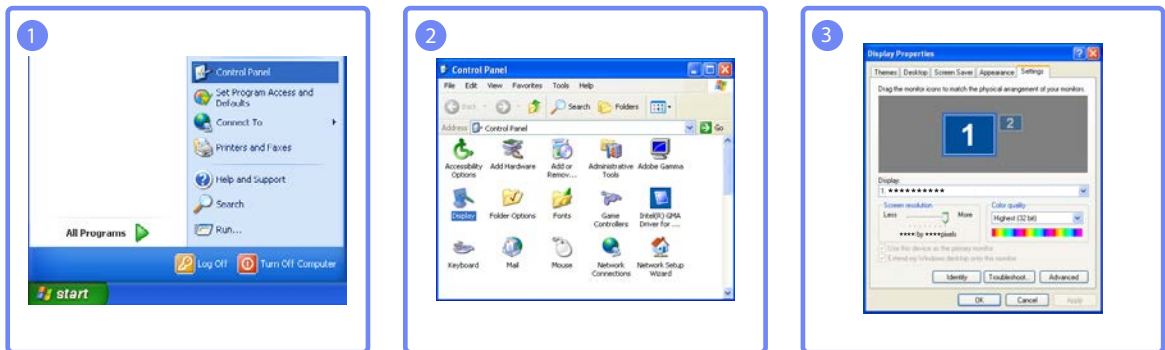 1
Control Panel
Set Program Access and
Defaults
Connect To
Printers and Faxes
Help and Support
Search
All Programs
Run...
Log Off
Turn Off Computer
start
2
Control Panel
File Edit View Favorites Tools Help
Back Search Folders
Address Control Panel Go
Accessibility Options
Add Hardware
Add or Remov...
Administrative Tools
Adobe Gamma
Display
Folder Options
Fonts
Game Controllers
Intel(R) GMA Driver for ...
Keyboard
Mail
Mouse
Network Connections
Network Setup Wizard
3
Display Properties
Themes Desktop Screen Saver Appearance Settings
Drag the monitor icons to match the physical arrangement of your monitors.
1 2
Display:
1. **********
Screen resolution
Less More
**** by ****pixels
Color quality
Highest (32 bit)
Use this device as the primary monitor
Extend my Windows desktop onto this monitor
Identify Troubleshoot... Advanced
OK Cancel Apply